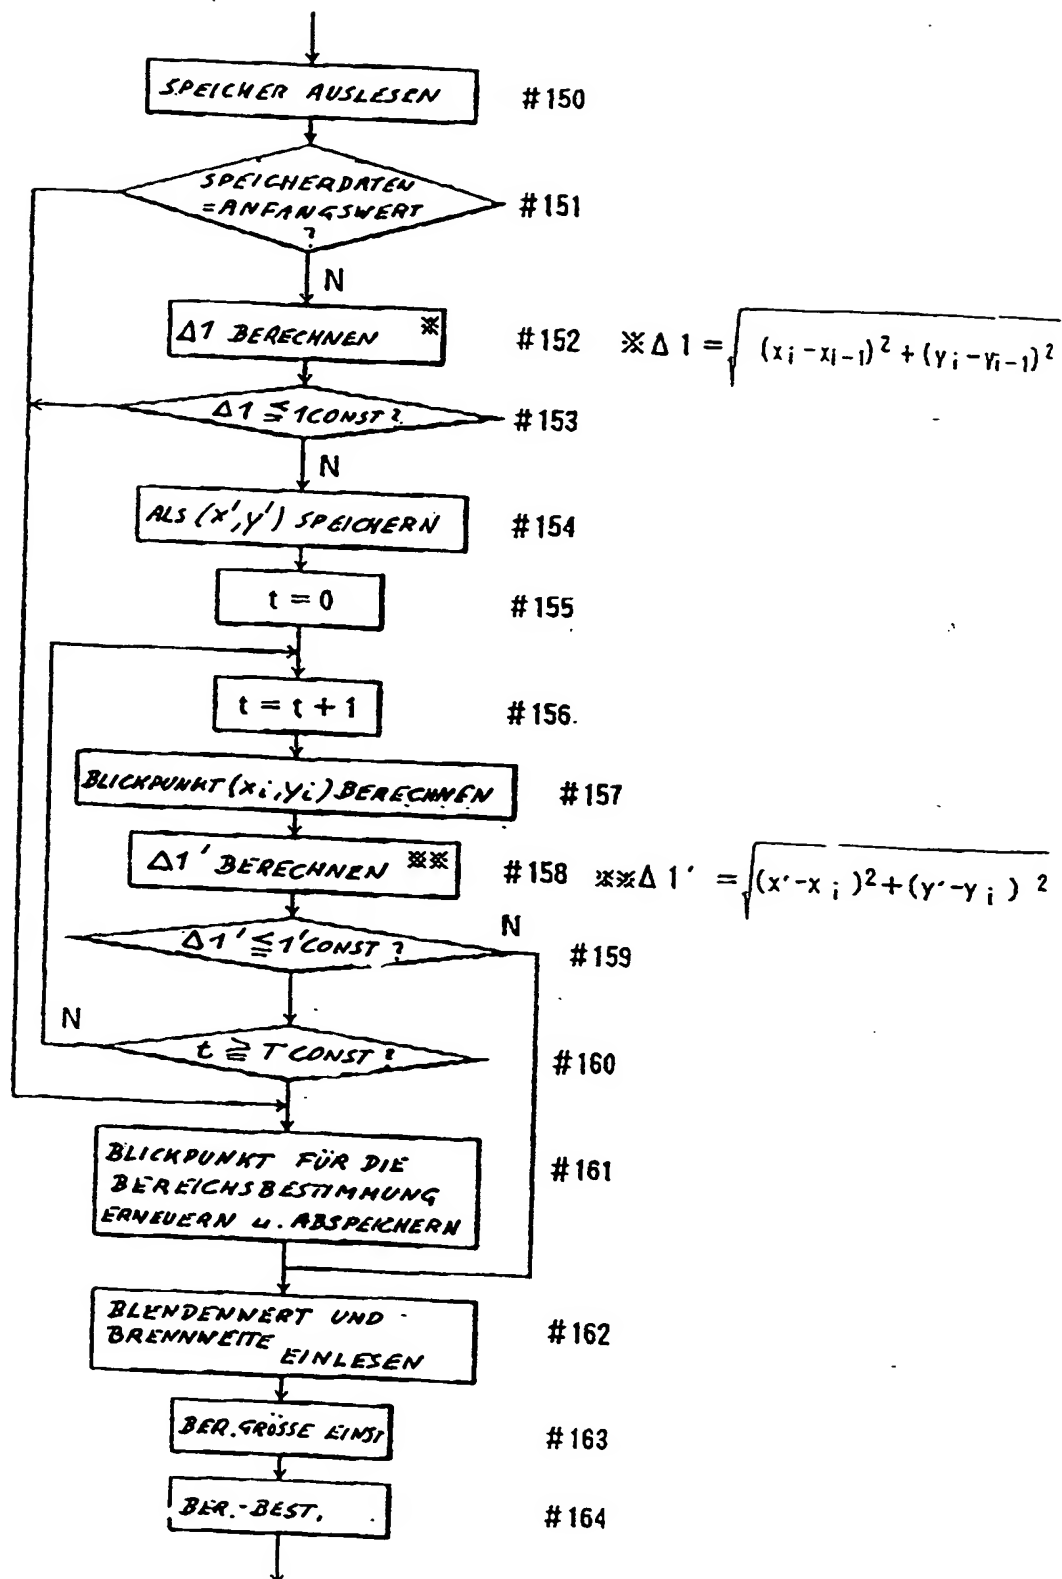 SPEICHER AUSLESEN #150
SPEICHERDATEN
=ANFANGSWERT #151
?
N
Δ1 BERECHNEN ※ #152 ※Δ1 = √(xi-xi-1)² + (yi-yi-1)²
Δ1 ≦ 1CONST? #153
N
ALS (x',y') SPEICHERN #154
t = 0 #155
t = t + 1 #156.
BLICKPUNKT (xi,yi) BERECHNEN #157
Δ1' BERECHNEN ※※ #158 ※※Δ1' = √(x'-xi)²+(y'-yi)²
N
Δ1' ≦ 1'CONST? #159
N
t ≧ TCONST? #160
BLICKPUNKT FÜR DIE #161
BEREICHSBESTIMMUNG
ERNEUERN u. ABSPEICHERN
BLENDENWERT UND
BRENNWEITE #162
EINLESEN
BER.GRÖSSE EINST #163
BER.-BEST. #164